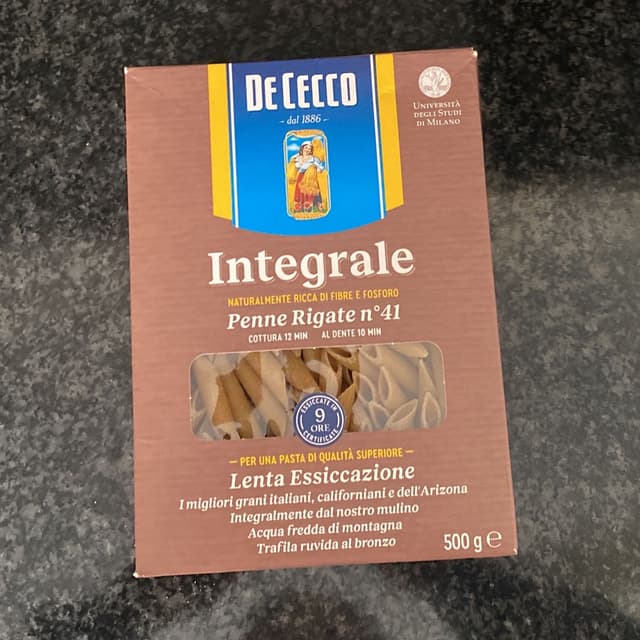 DE CECCO
- dal 1886 -
UNIVERSITÀ
DEGLI STUDI
DI MILANO
Integrale
NATURALMENTE RICCA DI FIBRE E FOSFORO
Penne Rigate n°41
COTTURA 12 MIN AL DENTE 10 MIN
ESSICCATE IN
9
ORE
CERTIFICATE
— PER UNA PASTA DI QUALITÀ SUPERIORE —
Lenta Essiccazione
I migliori grani italiani, californiani e dell'Arizona
Integralmente dal nostro mulino
Acqua fredda di montagna
Trafila ruvida al bronzo
500 g e